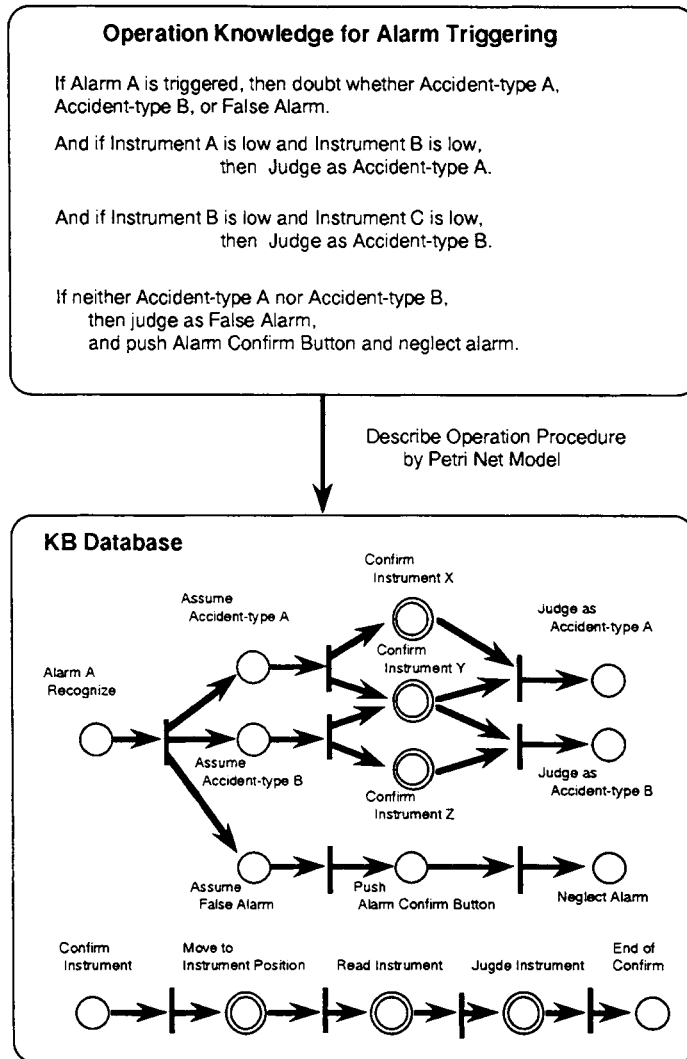 Operation Knowledge for Alarm Triggering
If Alarm A is triggered, then doubt whether Accident-type A,
Accident-type B, or False Alarm.
And if Instrument A is low and Instrument B is low,
then Judge as Accident-type A.
And if Instrument B is low and Instrument C is low,
then Judge as Accident-type B.
If neither Accident-type A nor Accident-type B,
then judge as False Alarm,
and push Alarm Confirm Button and neglect alarm.
Describe Operation Procedure
by Petri Net Model
KB Database
Confirm
Instrument X
Assume
Accident-type A
Judge as
Accident-type A
Confirm
Instrument Y
Alarm A
Recognize
Assume
Accident-type B
Judge as
Accident-type B
Confirm
Instrument Z
Assume
False Alarm
Push
Alarm Confirm Button
Neglect Alarm
Confirm
Instrument
Move to
Instrument Position
Read Instrument
Jugde Instrument
End of
Confirm